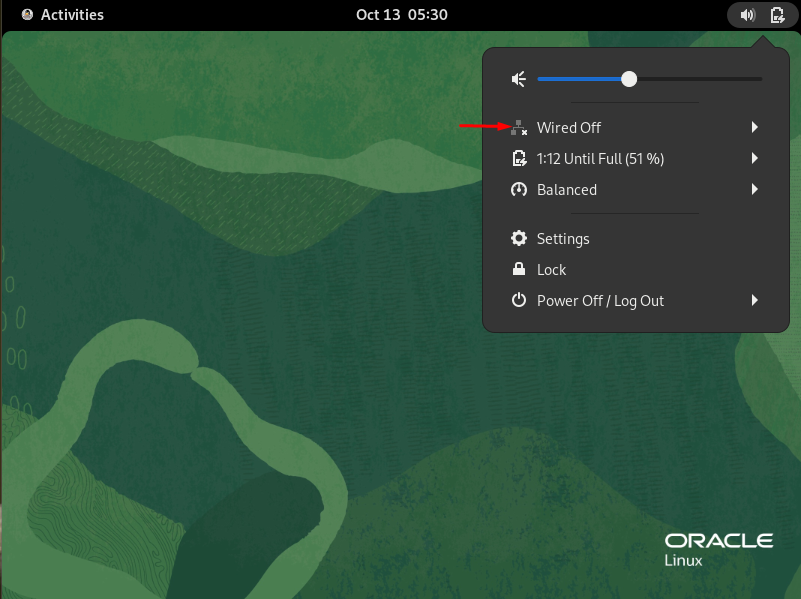 Activities
Oct 13 05:30
Wired Off
1:12 Until Full (51 %)
Balanced
Settings
Lock
Power Off / Log Out
ORACLE
Linux